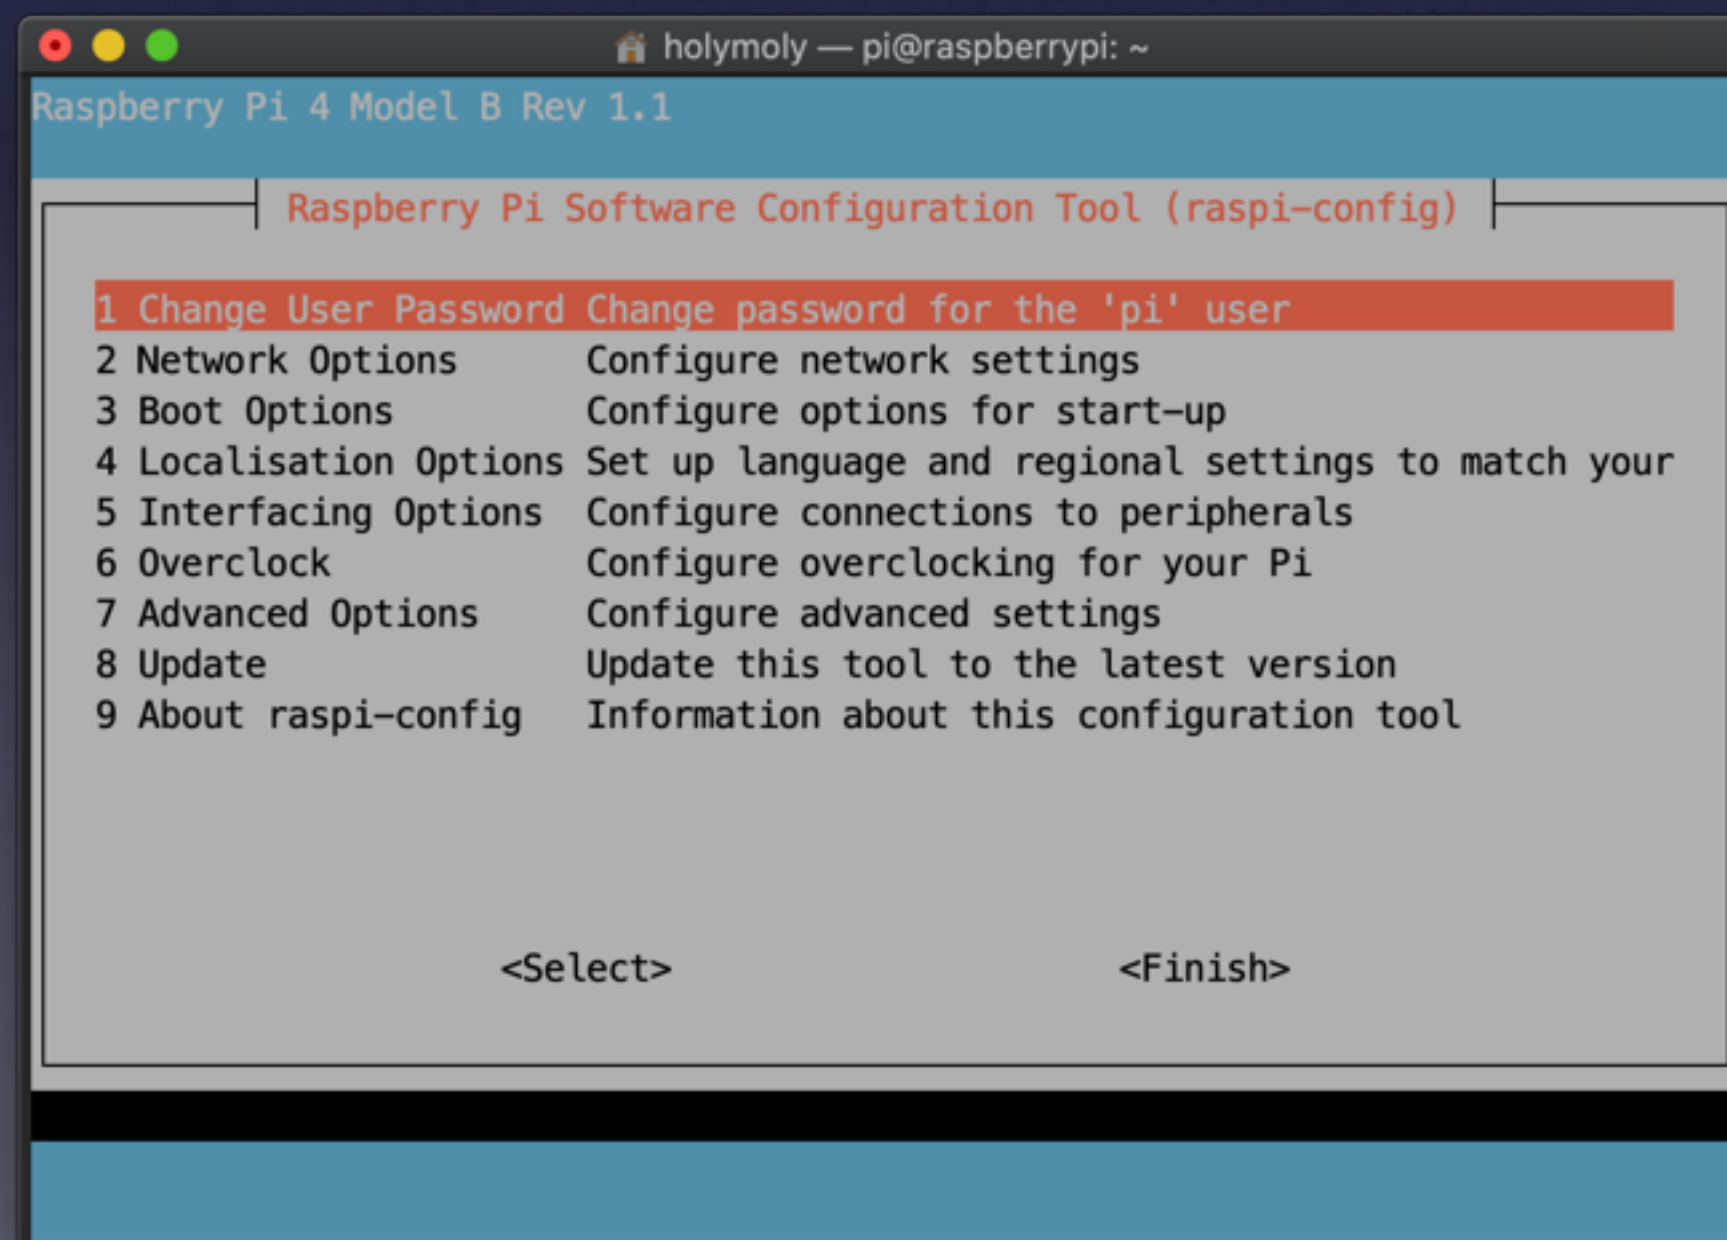 holymoly — pi@raspberrypi: ~
Raspberry Pi 4 Model B Rev 1.1
Raspberry Pi Software Configuration Tool (raspi-config)
1 Change User Password Change password for the 'pi' user
2 Network Options Configure network settings
3 Boot Options Configure options for start-up
4 Localisation Options Set up language and regional settings to match your
5 Interfacing Options Configure connections to peripherals
6 Overclock Configure overclocking for your Pi
7 Advanced Options Configure advanced settings
8 Update Update this tool to the latest version
9 About raspi-config Information about this configuration tool
<Select> <Finish>